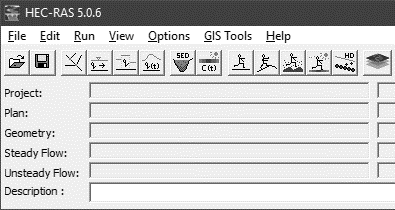 HEC-RAS 5.0.6
File Edit Run View Options GIS Tools Help
SED C(t) HD
Project:
Plan:
Geometry:
Steady Flow:
Unsteady Flow:
Description :